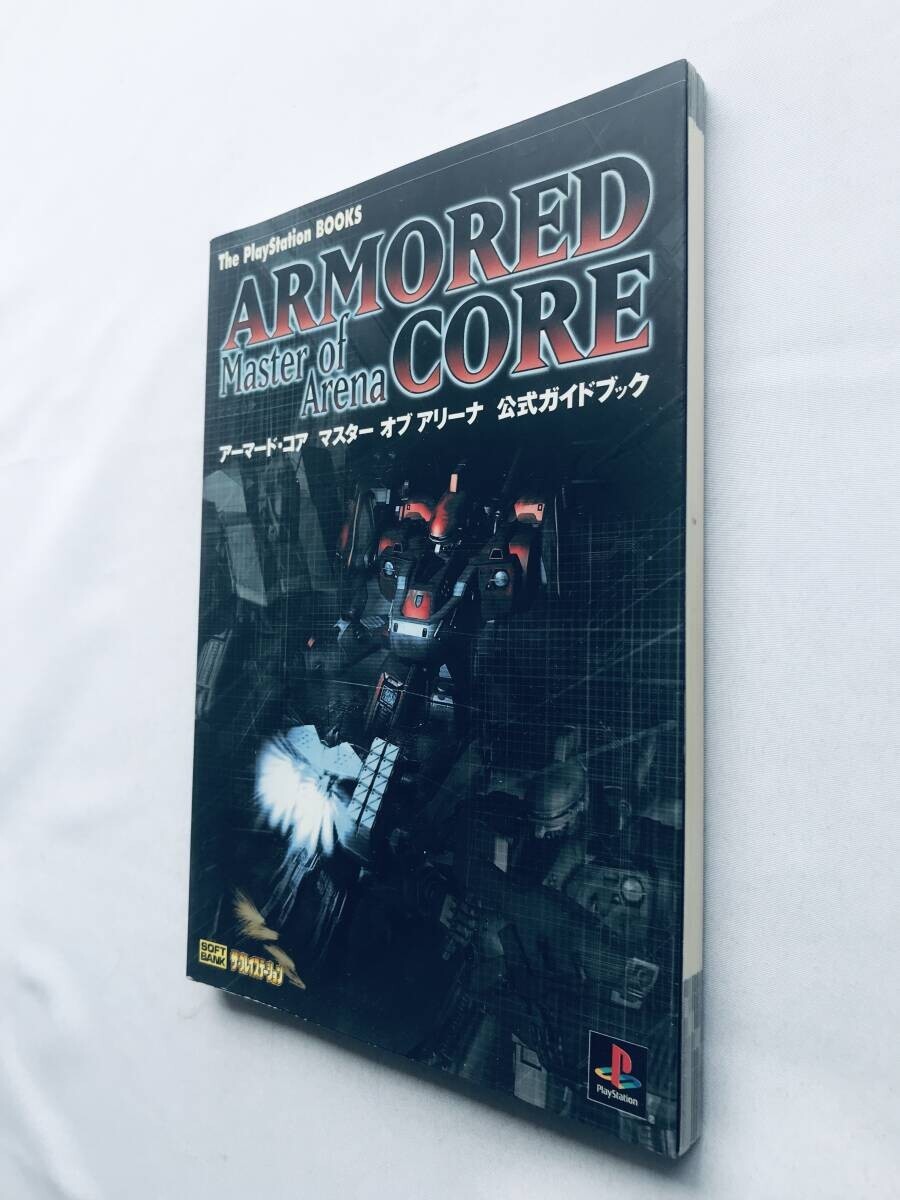 The PlayStation BOOKS
ARMORED
Master of
Arena
CORE
アーマード・コア マスター オブ アリーナ 公式ガイドブック
SOFT
BANK
ザ・プレイステーション
PlayStation